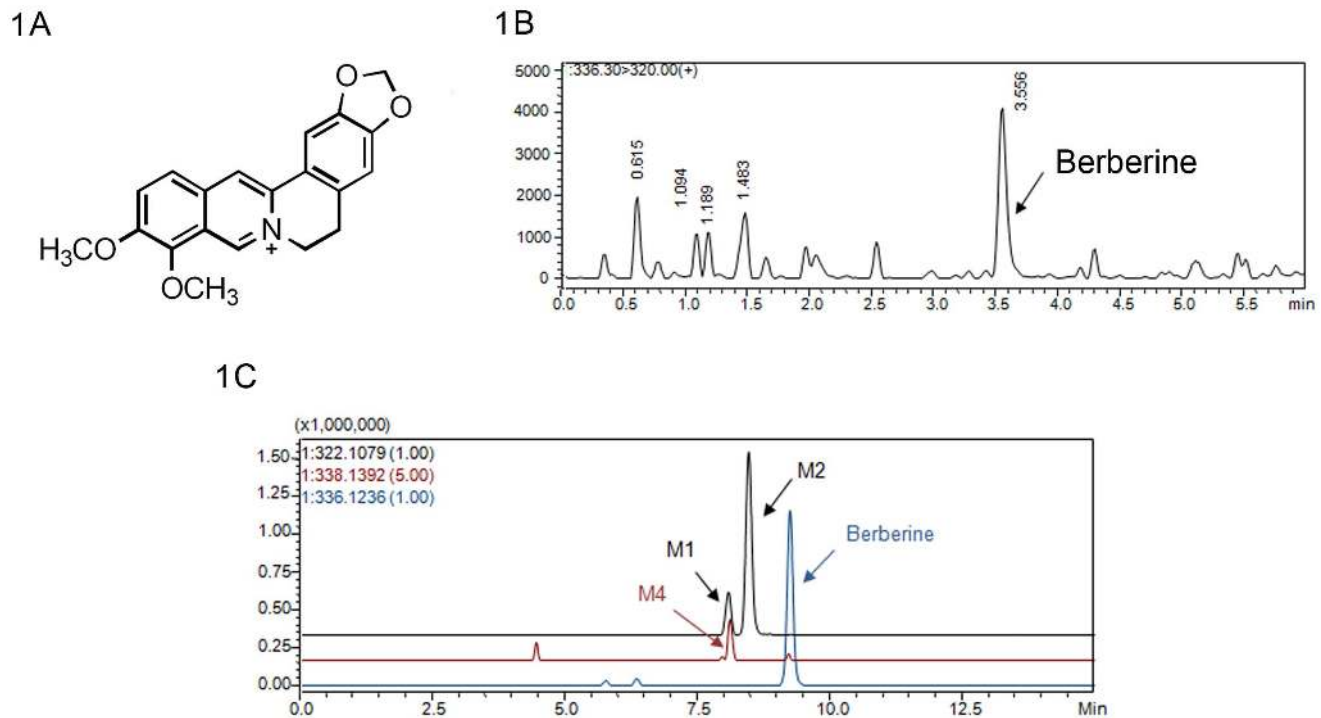 1A
O
O
N
+
H3CO
OCH3
1B
:336.30>320.00(+)
5000
4000
3000
2000
1000
0
0.615
1.094
1.189
1.483
3.556
Berberine
0.0 0.5 1.0 1.5 2.0 2.5 3.0 3.5 4.0 4.5 5.0 5.5 min
1C
(x1,000,000)
1:322.1079 (1.00)
1:338.1392 (5.00)
1:336.1236 (1.00)
1.50
1.25
1.00
0.75
0.50
0.25
0.00
M2
Berberine
M1
M4
0.0 2.5 5.0 7.5 10.0 12.5 Min